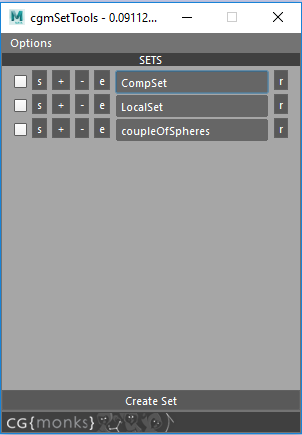 cgmSetTools - 0.09112...
Options
SETS
s + - e CompSet r
s + - e LocalSet r
s + - e coupleOfSpheres r
Create Set
CG{monks}